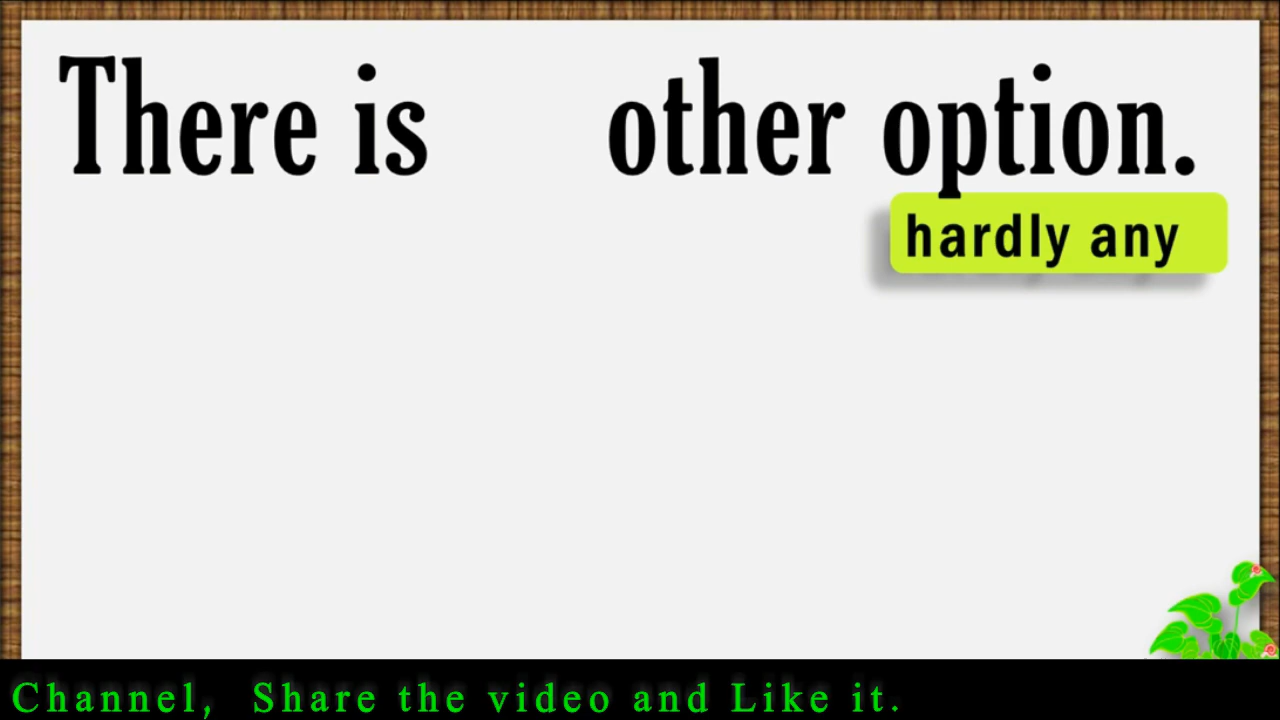 There is other option.
hardly any
Channel, Share the video and Like it.